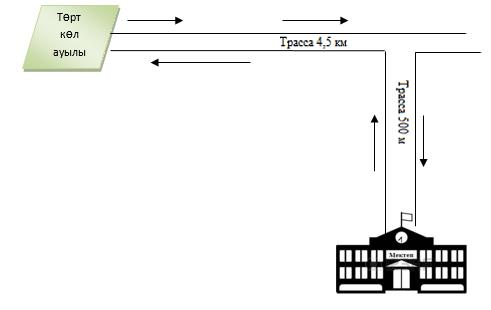 Төрт
көл
ауылы
Трасса 4,5 км
Трасса 500 м
Мектеп